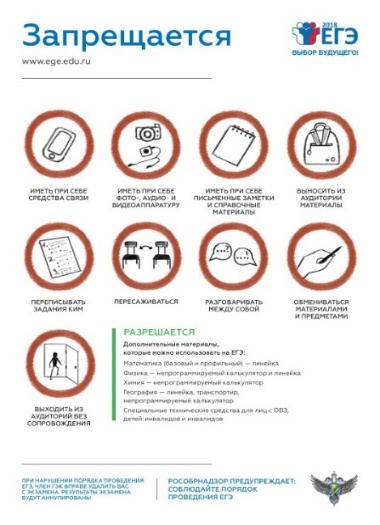 Запрещается
www.ege.edu.ru
2018
ЕГЭ
ВЫБОР БУДУЩЕГО!
ИМЕТЬ ПРИ СЕБЕ
СРЕДСТВА СВЯЗИ
ИМЕТЬ ПРИ СЕБЕ
ФОТО-, АУДИО- И
ВИДЕОАППАРАТУРУ
ИМЕТЬ ПРИ СЕБЕ
ПИСЬМЕННЫЕ ЗАМЕТКИ
И СПРАВОЧНЫЕ
МАТЕРИАЛЫ
ВЫНОСИТЬ ИЗ
АУДИТОРИИ
МАТЕРИАЛЫ
ПЕРЕПИСЫВАТЬ
ЗАДАНИЯ КИМ
ПЕРЕСАЖИВАТЬСЯ
РАЗГОВАРИВАТЬ
МЕЖДУ СОБОЙ
ОБМЕНИВАТЬСЯ
МАТЕРИАЛАМИ
И ПРЕДМЕТАМИ
ВЫХОДИТЬ ИЗ
АУДИТОРИЙ БЕЗ
СОПРОВОЖДЕНИЯ
РАЗРЕШАЕТСЯ
Дополнительные материалы,
которые можно использовать на ЕГЭ:
Математика (базовый и профильный) — линейка
Физика — непрограммируемый калькулятор и линейка
Химия — непрограммируемый калькулятор
География — линейка, транспортир,
непрограммируемый калькулятор
Специальные технические средства для лиц с ОВЗ,
детей-инвалидов и инвалидов
ПРИ НАРУШЕНИИ ПОРЯДКА ПРОВЕДЕНИЯ
ЕГЭ, ЧЛЕН ГЭК ВПРАВЕ УДАЛИТЬ ВАС
С ЭКЗАМЕНА. РЕЗУЛЬТАТЫ ЭКЗАМЕНА
БУДУТ АННУЛИРОВАНЫ
РОСОБРНАДЗОР ПРЕДУПРЕЖДАЕТ:
СОБЛЮДАЙТЕ ПОРЯДОК
ПРОВЕДЕНИЯ ЕГЭ